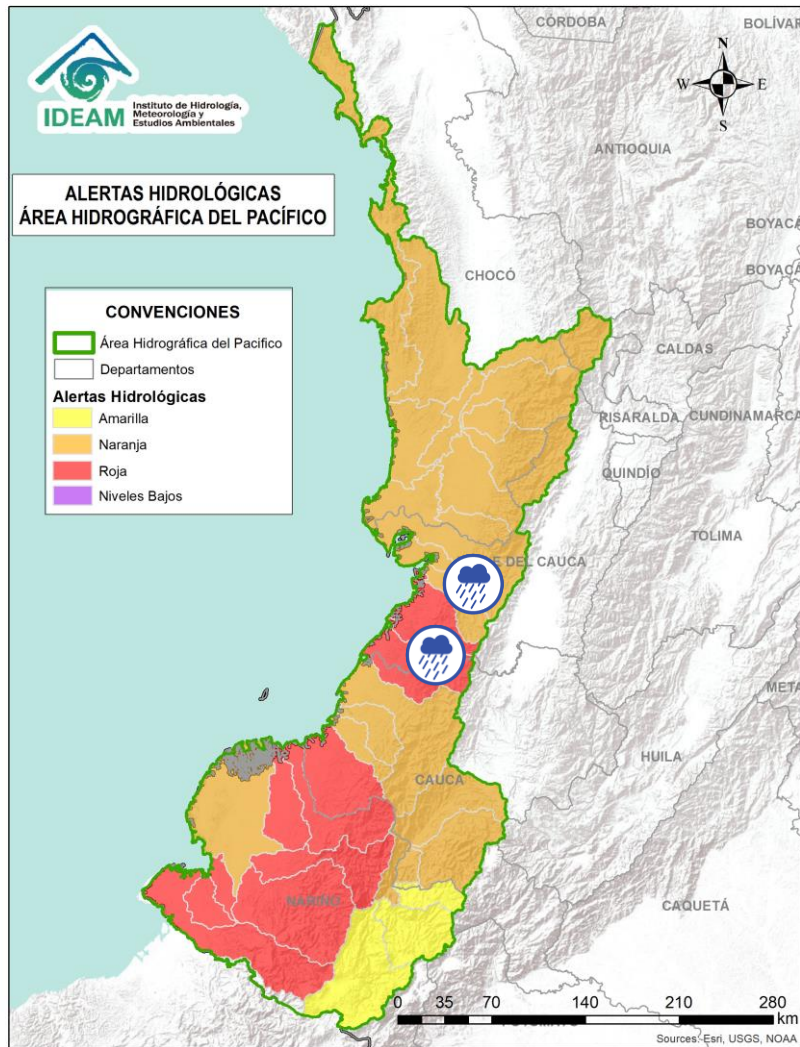 IDEAM
Instituto de Hidrología,
Meteorología y
Estudios Ambientales
ALERTAS HIDROLÓGICAS
ÁREA HIDROGRÁFICA DEL PACÍFICO
CONVENCIONES
Área Hidrográfica del Pacifico
Departamentos
Alertas Hidrológicas
Amarilla
Naranja
Roja
Niveles Bajos
N
W E
S
CÓRDOBA
BOLÍVAR
ANTIOQUIA
BOYACÁ
CHOCÓ
BOYACÁ
CALDAS
RISARALDA
CUNDINAMARCA
QUINDÍO
TOLIMA
E DEL CAUCA
META
HUILA
CAUCA
NARIÑO
CAQUETÁ
0 35 70 140 210 280
km
Sources: Esri, USGS, NOAA